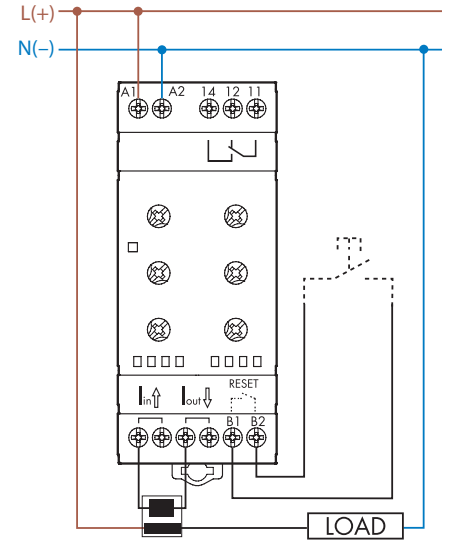 L(+)
N(–)
A1 A2 14 12 11
RESET
Iin Iout
B1 B2
LOAD